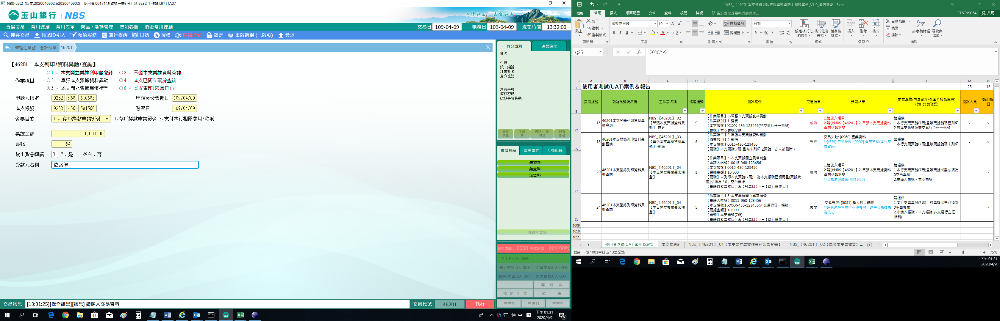 NBS-uat2 (版本:2020040902.b2020040902) 使用者:00171(測試櫃一幸) 分行別:9232 工作站:L9711A07
玉山銀行 | NBS
心清如玉,義重如山
自選交易 常用連結 常用表單 商品 / 活動管理 智能客服 消金常用連結
交易日 109-04-09 帳務日 109-04-09 現在時間 13:32:00
搜尋交易 帳號ID引入 預約服務 蒞行提醒 日誌 授權 鎖定 重啟週邊 (已啟動) 簽退
管理性業務 會計作業 46201
【46201 本支列印/資料異動/查詢】
作業項目
1 - 本支開立票據列印含登錄
2 - 單張本支票據資料查詢
3 - 單張本支票據資料異動
4 - 本支已開立票據查詢
5 - 本支開立票據異常補登
6 - 本支重印(限當日)」
申請人帳號 9232 968 610685 申請簽發票據日 109/04/09
本支帳號 9232 436 581560 發票日 109/04/09
發票目的 1 - 存戶提款申請簽發 1-存戶提款申請簽發 3-支付本行相關費用/款項
票據金額 1,000.00
票號 54
禁止背書轉讓 Y Y:是 空白:否
受款人名稱 佐藤健
身分識別 產品往來
姓名
生日
統一編號
理專姓名
身分註記
注意事項
簡訊密碼
近期事故異動
顧客資訊 手續費 通路/共同行銷 顧客影像
推薦商品 重要事件 互動記錄
無資料
無資料
無資料
一般轉介登錄
服務號碼: 0000 等候時間: 00分00秒
VIP:0人 00分
個人交易:0人 00分 企業交易:0人 00分
開戶/申請:0人 00分 外匯業務:0人 00分
再 呼 叫
預 約 叫 號 結 束
無資料 無資料 無資料
交易訊息 [13:31:25][操作訊息][訊息] 請輸入交易資料
交易代號 46201 執行
中
下午 01:31
2020/4/9
6
NBS_【46201本支登錄列印資料異動查詢】測試案例_V1.0_測資盤點 - Excel
檔案 常用 插入 版面配置 公式 資料 校閱 檢視 告訴我您想要執行的動作... TEST19054 共用
貼上 剪下 複製 複製格式
微軟正黑體 10
自動換列 跨欄置中
日期
設定格式化的條件 格式化為表格 儲存格樣式
插入 刪除 格式
自動加總 填滿 清除
排序與篩選 尋找與選取
剪貼簿 字型 對齊方式 數值 樣式 儲存格 編輯
Q25 fx 2020/4/9
A B C D G H I L M N
1 使用者測試(UAT)案例＆報告 25 13
5 案例編號 功能代號及名稱 工作表名稱 情境編號 測試案例 交易結果 預期結果 前置準備(包含資料/外圍介接系統等)(與IT討論確認) 測試人員 預計測試日
22 15 46201本支登錄列印資料異動查詢 NBS_【46201】_02【單張本支票據資料異動】-變更 9
【作業項目】3-單張本支票據資料異動
【作業類別】1-變更
【本支帳號】XXXX-436-123456(非交易行任一帳號)
【票號】本支票號(7碼)
成功
1.請放入短單
2.請於NBS【46201】2-單張本支票據資料查詢列印狀態
請提供
1.本行支票票號(7碼)且該票據號碼已列印
2.該本支帳號為非交易行之任一帳號
v v
25 18 46201本支登錄列印資料異動查詢 NBS_【46201】_03【單張本支票據資料異動】-刪除 3
【作業項目】3-單張本支票據資料異動
【作業類別】2-刪除
【本支帳號】0015-436-123456
【票號】本支票號(7碼)且為未列印之票號，亦未被刪除。
失敗
交易失敗: [0960] 查無資料
**[錯誤] 交易失敗: [0902] 查無資料(本行支票資訊)
請提供
1.本行支票票號(7碼)且該票據號碼未列印
v v
27 20 46201本支登錄列印資料異動查詢 NBS_【46201】_04【本支開立票據異常補登】 1
【作業項目】5-本支票據開立異常補登
【申請人帳號】0015-968-123456
【本支帳號】0015-436-123456
【票據金額】10,000
【票號】未列印本支票號(7碼)，為本支帳號已領用且[票據狀態]必須為「0」空白票據
【申請簽發票據日】&【發票日】<=【執行變更日】
成功
1.請放入短單
2.請於NBS【46201】2-單張本支票據資料查詢列印狀態
**交易處理結束(無須列印)
請提供
1.本行支票票號(7碼)且該票據狀態必須為0空白票據
2.申請人帳號、本支帳號
v v
31 24 46201本支登錄列印資料異動查詢 NBS_【46201】_04【本支開立票據異常補登】 5
【作業項目】5-本支票據開立異常補登
【申請人帳號】0015-968-123456
【本支帳號】XXXX-436-123456(非交易行任一帳號)
【票據金額】10,000
【票號】本支票號(7碼)
【申請簽發票據日】&【發票日】<=【執行變更日】
失敗
交易失敗: [5031] 輸入科目錯誤
**系統未控管聯行不得異動，調整交易結果為成功
請提供
1.本行支票票號(7碼)且該票據狀態必須為0空白票據
2.申請人帳號、本支帳號(非交易行之任一帳號)
v v
1009
1010
1011
使用者測試(UAT)案例＆報告 本交易統計 NBS_【46201】_01【本支開立票據作業列印含登錄】 NBS_【46201】_02【單張本支票據資料 ...
就緒 從 1003中找出 13筆記錄 75%
下午 01:31
2020/4/9